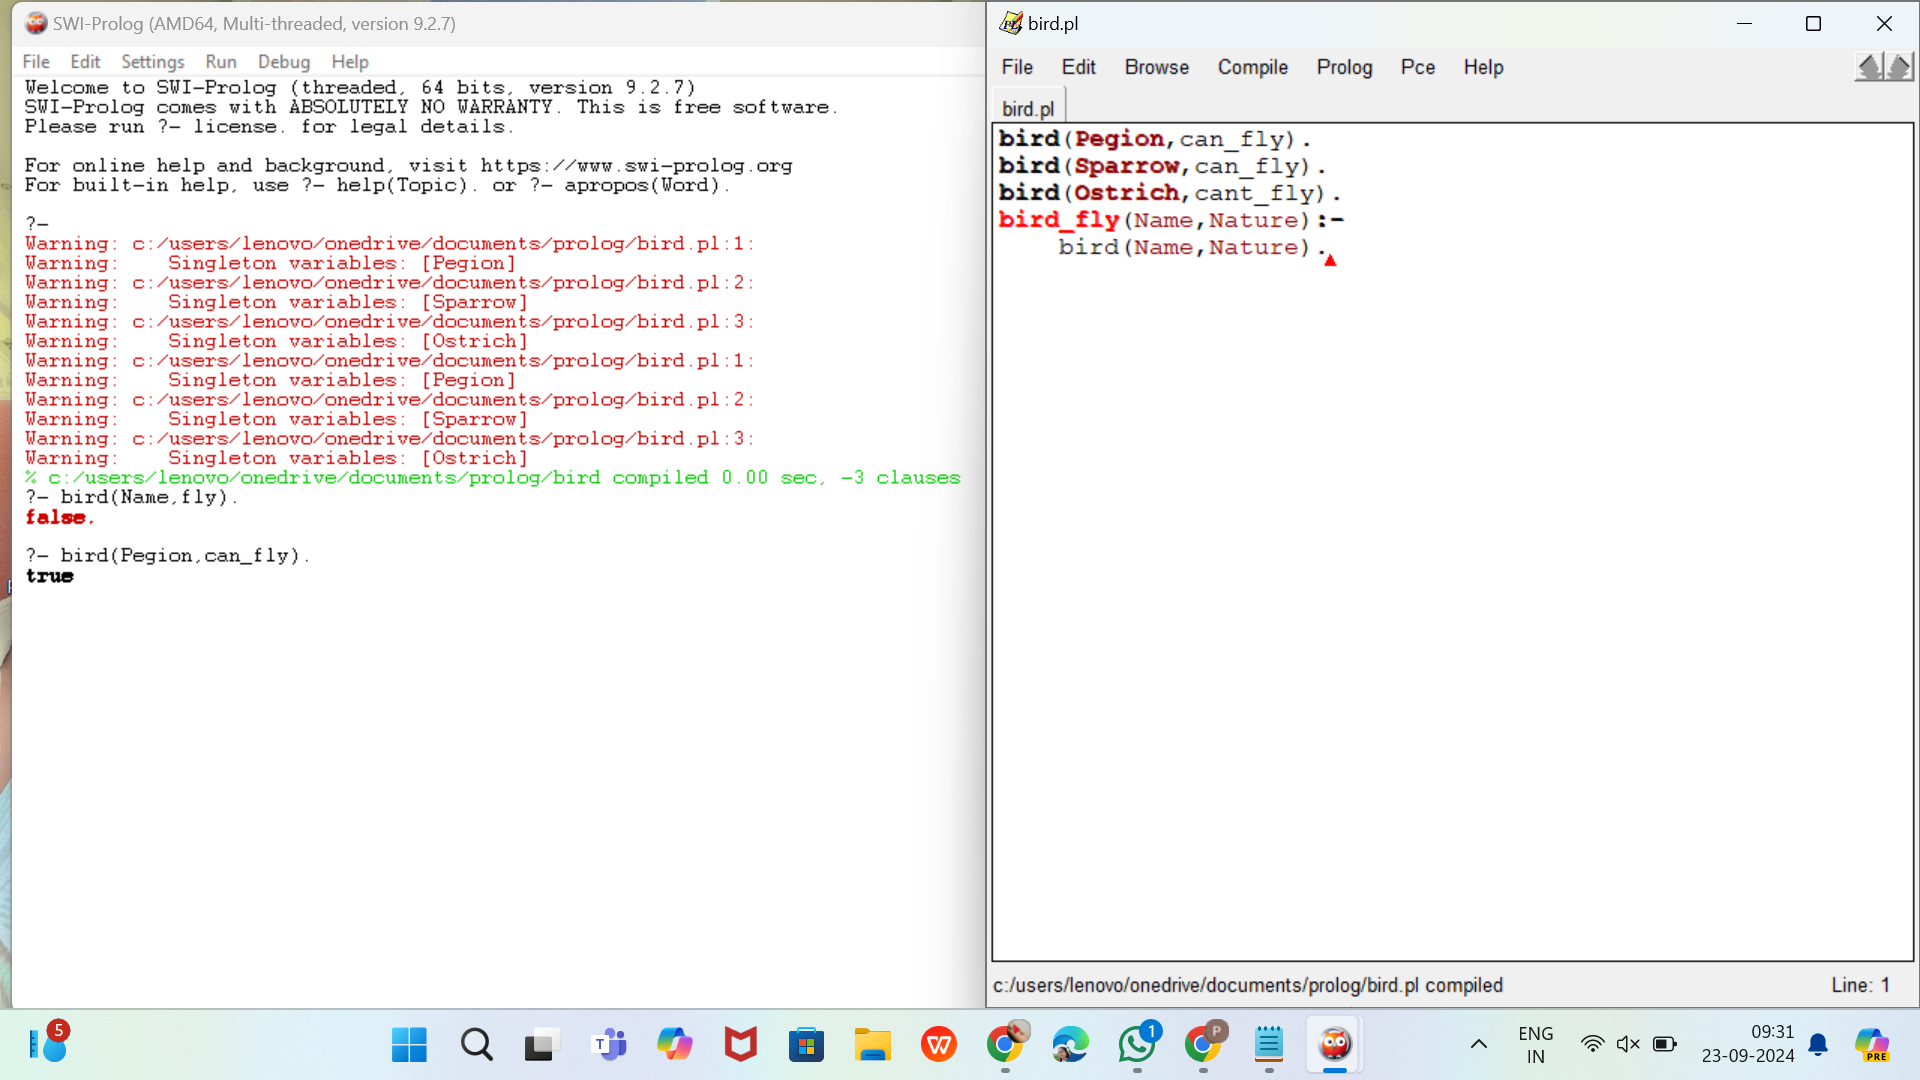 SWI-Prolog (AMD64, Multi-threaded, version 9.2.7)
File Edit Settings Run Debug Help
Welcome to SWI-Prolog (threaded, 64 bits, version 9.2.7)
SWI-Prolog comes with ABSOLUTELY NO WARRANTY. This is free software.
Please run ?- license. for legal details.
For online help and background, visit https://www.swi-prolog.org
For built-in help, use ?- help(Topic). or ?- apropos(Word).
?-
Warning: c:/users/lenovo/onedrive/documents/prolog/bird.pl:1:
Warning:    Singleton variables: [Pegion]
Warning: c:/users/lenovo/onedrive/documents/prolog/bird.pl:2:
Warning:    Singleton variables: [Sparrow]
Warning: c:/users/lenovo/onedrive/documents/prolog/bird.pl:3:
Warning:    Singleton variables: [Ostrich]
Warning: c:/users/lenovo/onedrive/documents/prolog/bird.pl:1:
Warning:    Singleton variables: [Pegion]
Warning: c:/users/lenovo/onedrive/documents/prolog/bird.pl:2:
Warning:    Singleton variables: [Sparrow]
Warning: c:/users/lenovo/onedrive/documents/prolog/bird.pl:3:
Warning:    Singleton variables: [Ostrich]
% c:/users/lenovo/onedrive/documents/prolog/bird compiled 0.00 sec, -3 clauses
?- bird(Name,fly).
false.
?- bird(Pegion,can_fly).
true
bird.pl
File Edit Browse Compile Prolog Pce Help
bird.pl
bird(Pegion,can_fly).
bird(Sparrow,can_fly).
bird(Ostrich,cant_fly).
bird_fly(Name,Nature):-
    bird(Name,Nature).
c:/users/lenovo/onedrive/documents/prolog/bird.pl compiled
Line: 1
5
T
W
1
P
ENG
IN
09:31
23-09-2024
PRE